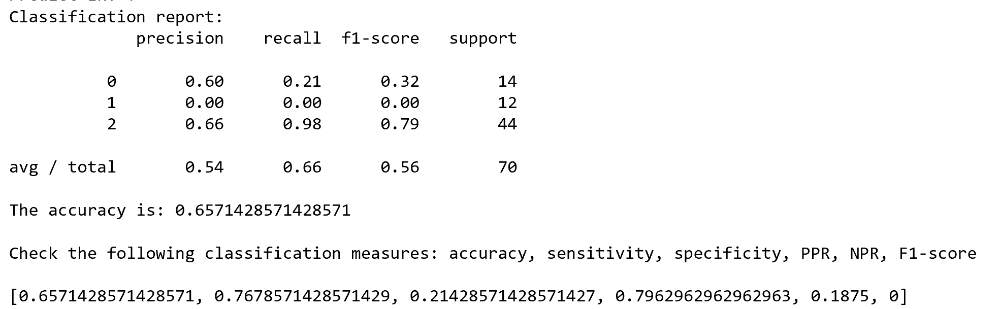 Classification report:
precision recall f1-score support
0 0.60 0.21 0.32 14
1 0.00 0.00 0.00 12
2 0.66 0.98 0.79 44
avg / total 0.54 0.66 0.56 70
The accuracy is: 0.6571428571428571
Check the following classification measures: accuracy, sensitivity, specificity, PPR, NPR, F1-score
[0.6571428571428571, 0.7678571428571429, 0.21428571428571427, 0.7962962962962963, 0.1875, 0]